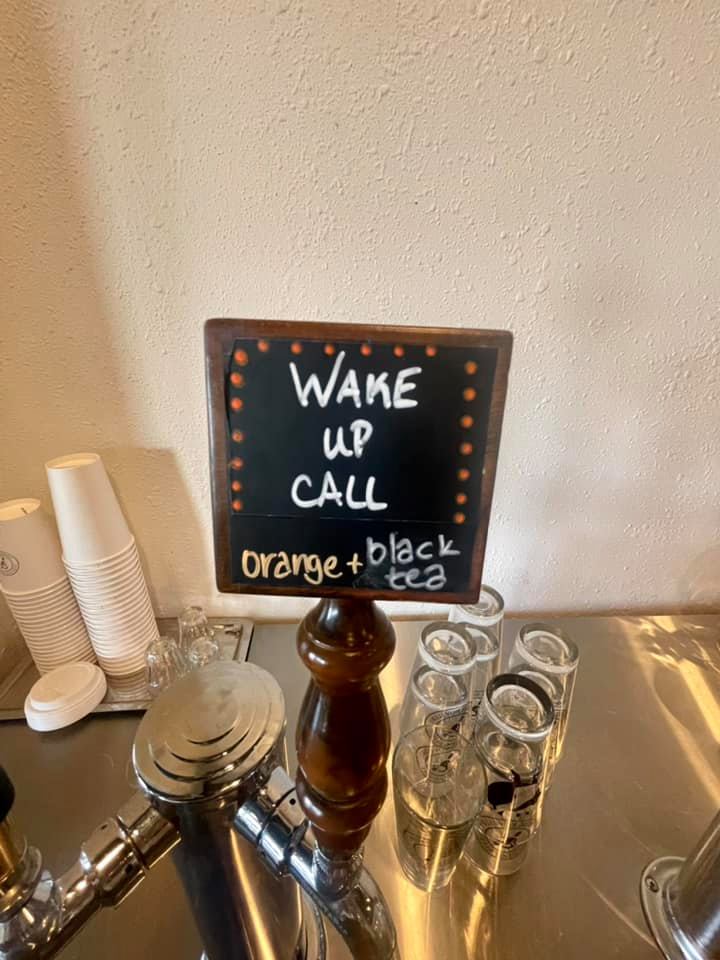 WAKE
UP
CALL
orange + black
tea